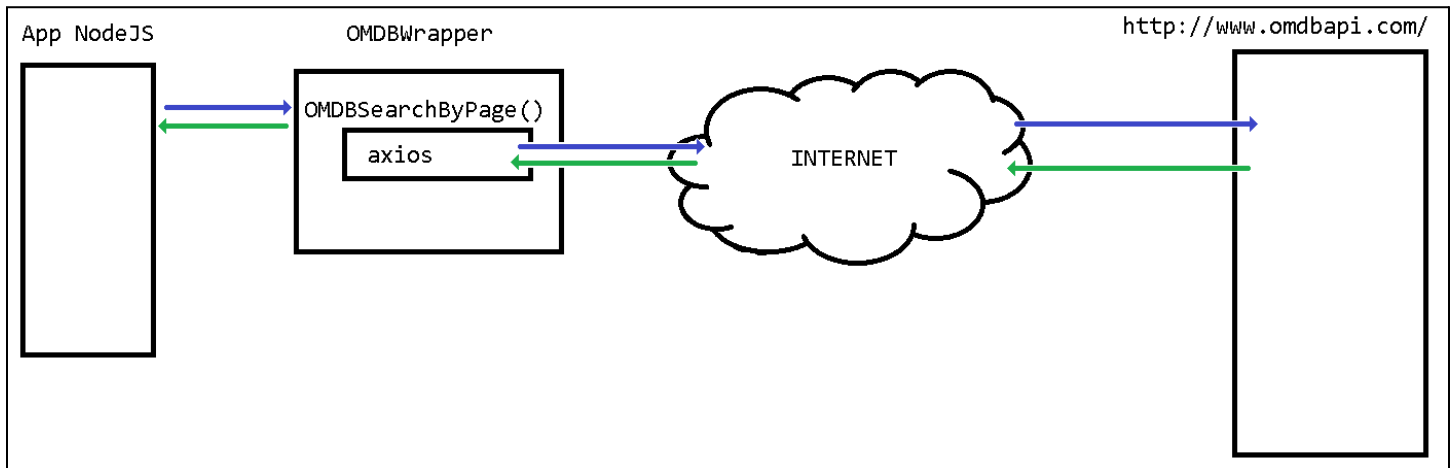 App NodeJS
OMDBWrapper
http://www.omdbapi.com/
OMDBSearchByPage()
axios
INTERNET